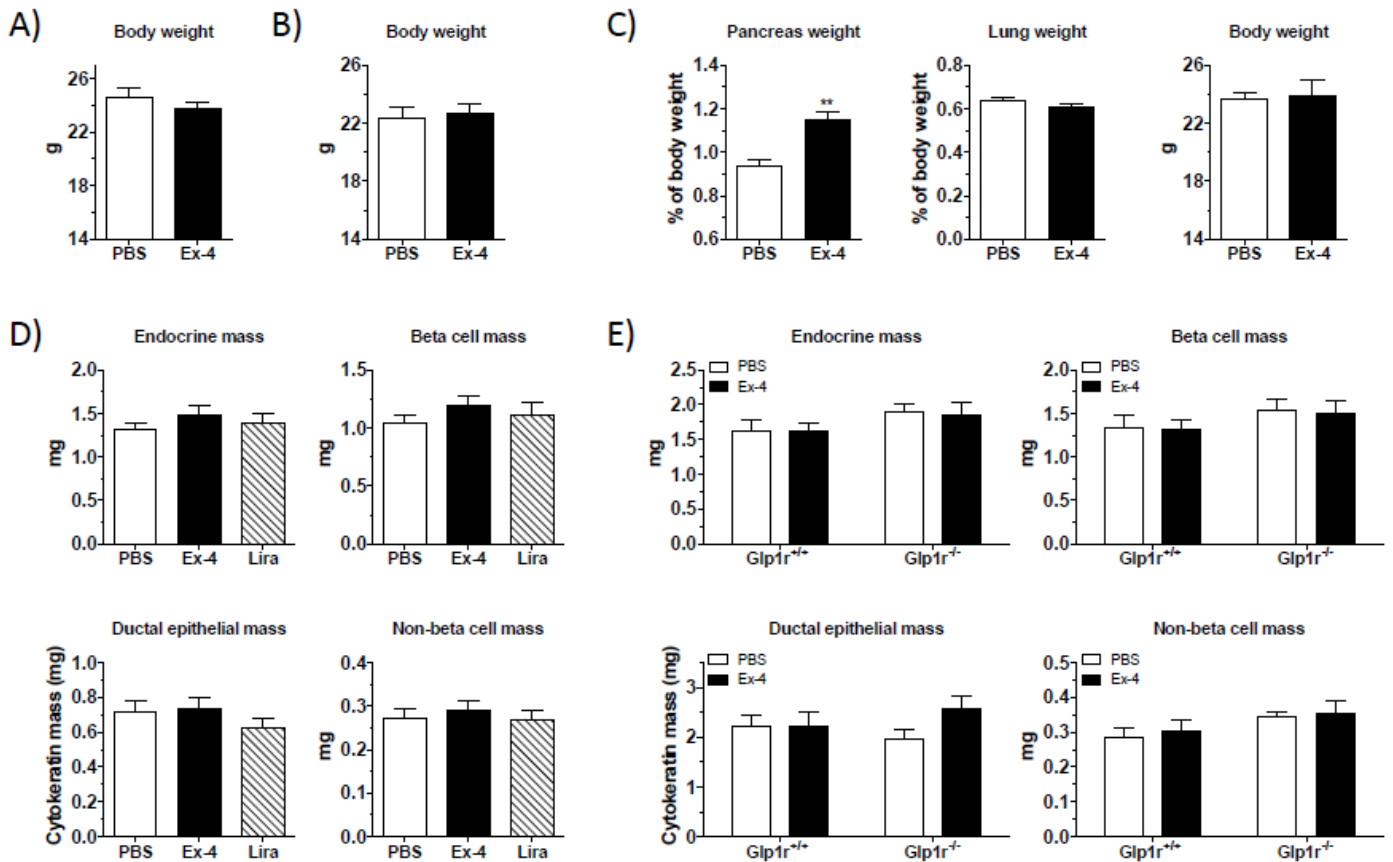 A)
Body weight
g
26
22
18
14
PBS Ex-4
B)
Body weight
g
26
22
18
14
PBS Ex-4
C)
Pancreas weight
% of body weight
1.4
1.2
1.0
0.8
0.6
**
PBS Ex-4
Lung weight
% of body weight
0.8
0.6
0.4
0.2
0.0
PBS Ex-4
Body weight
g
26
22
18
14
PBS Ex-4
D)
Endocrine mass
mg
2.0
1.5
1.0
0.5
0.0
PBS Ex-4 Lira
Beta cell mass
mg
1.5
1.0
0.5
0.0
PBS Ex-4 Lira
Ductal epithelial mass
Cytokeratin mass (mg)
1.0
0.8
0.6
0.4
0.2
0.0
PBS Ex-4 Lira
Non-beta cell mass
mg
0.4
0.3
0.2
0.1
0.0
PBS Ex-4 Lira
E)
Endocrine mass
PBS
Ex-4
mg
2.5
2.0
1.5
1.0
0.5
0.0
Glp1r+/+ Glp1r-/-
Beta cell mass
PBS
Ex-4
mg
2.0
1.5
1.0
0.5
0.0
Glp1r+/+ Glp1r-/-
Ductal epithelial mass
PBS
Ex-4
Cytokeratin mass (mg)
3
2
1
0
Glp1r+/+ Glp1r-/-
Non-beta cell mass
PBS
Ex-4
mg
0.5
0.4
0.3
0.2
0.1
0.0
Glp1r+/+ Glp1r-/-